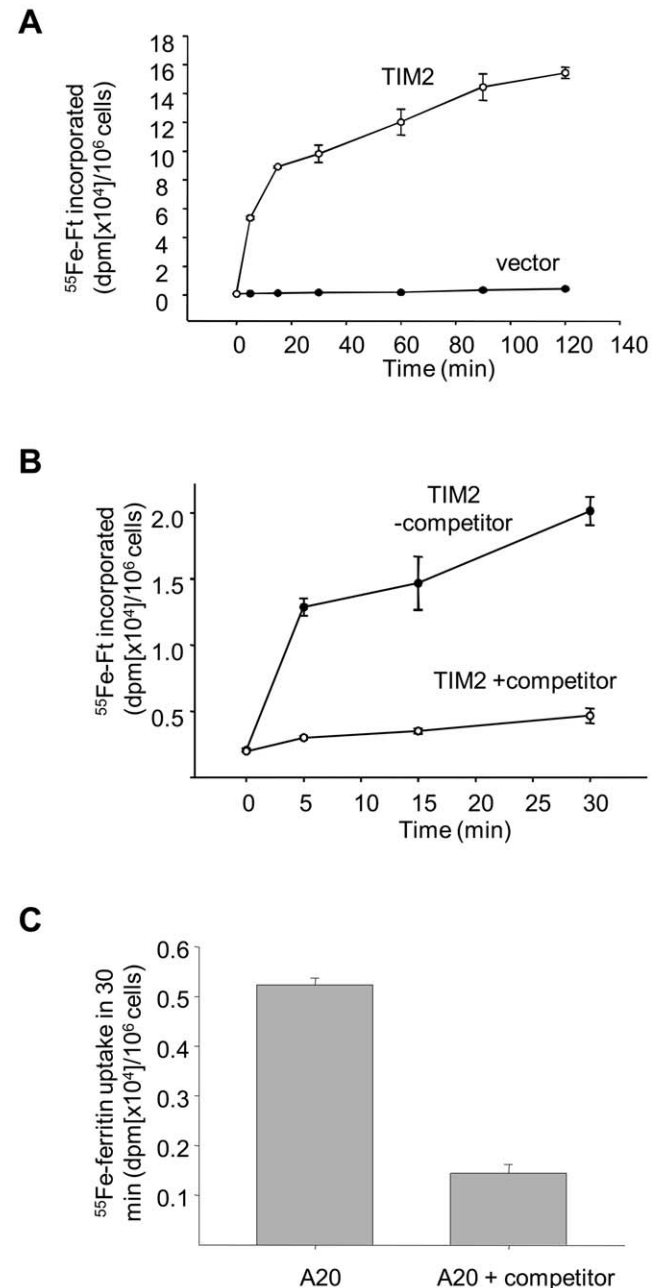 A
18
16
14
12
10
8
6
4
2
0
⁵⁵Fe-Ft incorporated
(dpm[x10⁴]/10⁶ cells)
TIM2
vector
0 20 40 60 80 100 120 140
Time (min)
B
2.0
1.5
1.0
0.5
⁵⁵Fe-Ft incorporated
(dpm[x10⁴]/10⁶ cells)
TIM2
-competitor
TIM2 +competitor
0 5 10 15 20 25 30
Time (min)
C
0.6
0.5
0.4
0.3
0.2
0.1
⁵⁵Fe-ferritin uptake in 30
min (dpm[x10⁴]/10⁶ cells)
A20 A20 + competitor